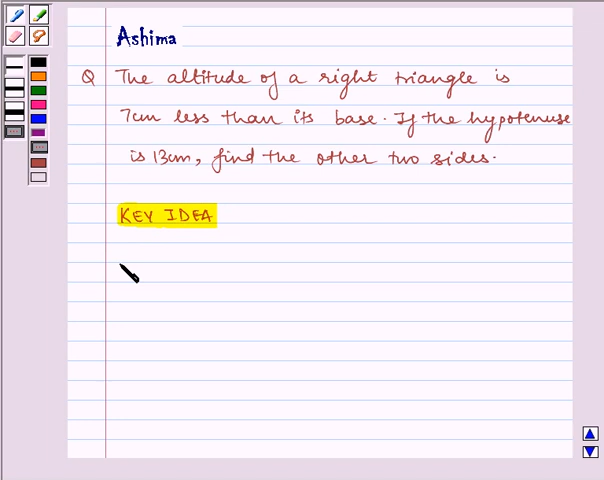 Ashima
Q The altitude of a right triangle is
7cm less than its base. If the hypotenuse
is 13cm, find the other two sides.
KEY IDEA